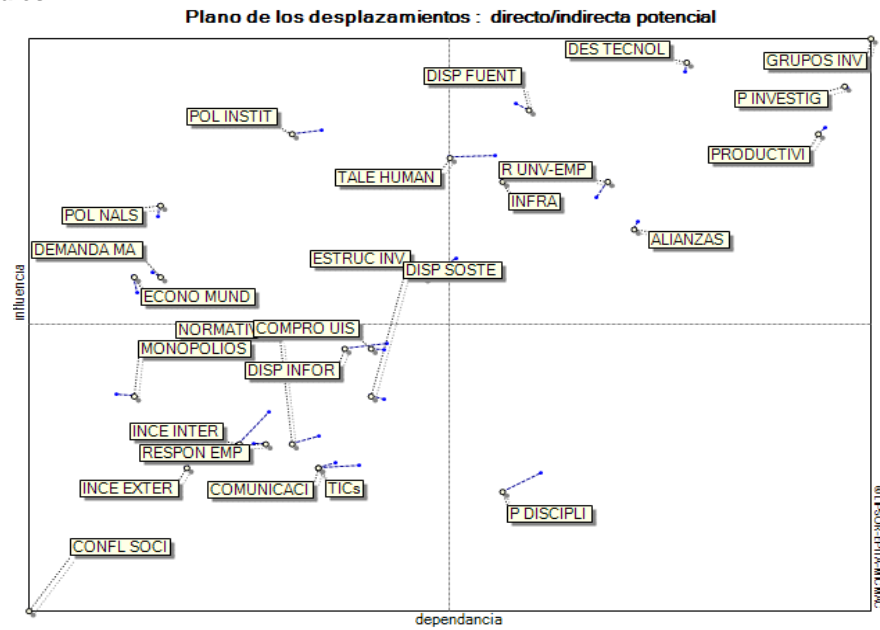 Plano de los desplazamientos : directo/indirecta potencial
DES TECNOL
GRUPOS INV
DISP FUENT
P INVESTIG
POL INSTIT
PRODUCTIVI
TALE HUMAN
R UNV-EMP
INFRA
POL NALS
ALIANZAS
DEMANDA MA
ESTRUC INV
DISP SOSTE
ECONO MUND
influencia
NORMATIV
COMPRO UIS
MONOPOLIOS
DISP INFOR
INCE INTER
RESPON EMP
INCE EXTER
COMUNICACI
TICs
P DISCIPLI
CONFL SOCI
dependancia